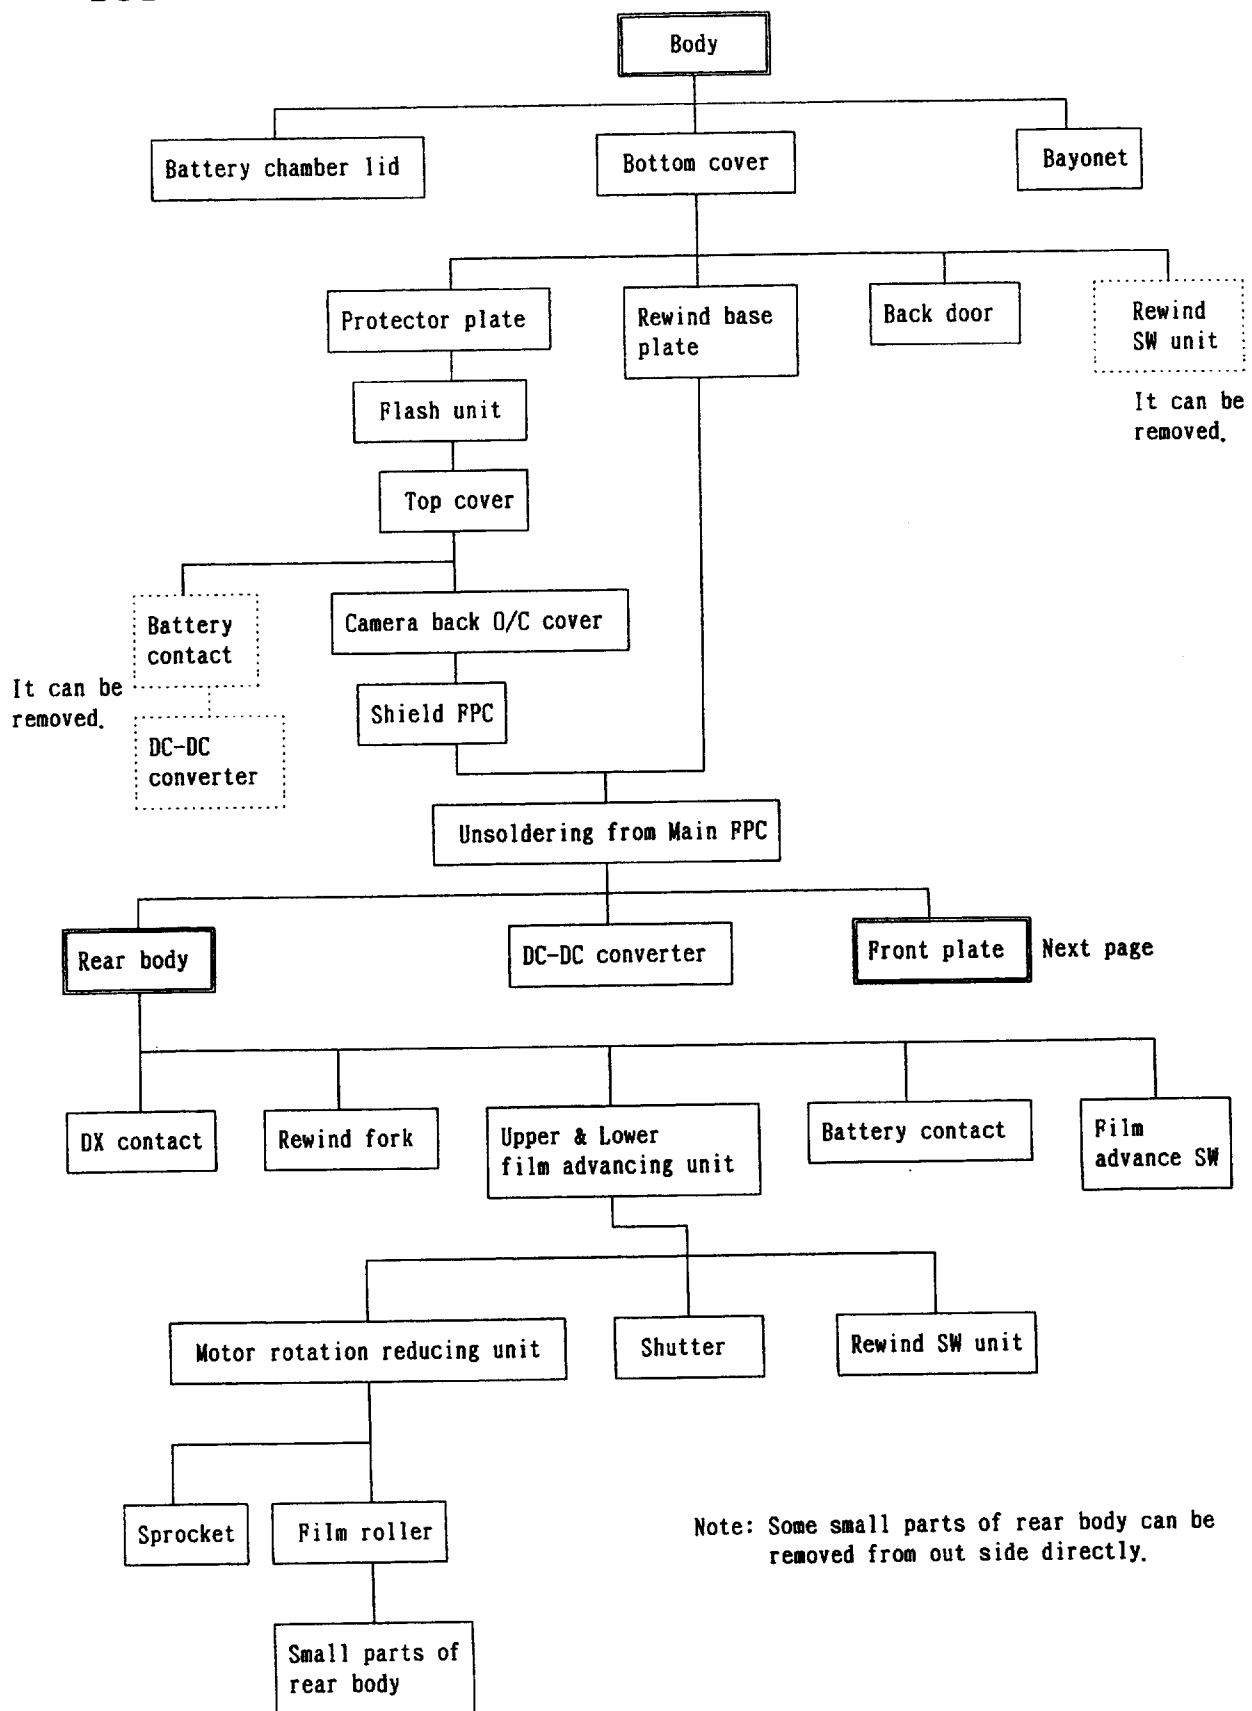 Body
Battery chamber lid
Bottom cover
Bayonet
Protector plate
Rewind base
plate
Back door
Rewind
SW unit
It can be
removed.
Flash unit
Top cover
Battery
contact
Camera back O/C cover
It can be
removed.
Shield FPC
DC-DC
converter
Unsoldering from Main FPC
Rear body
DC-DC converter
Front plate
Next page
DX contact
Rewind fork
Upper & Lower
film advancing unit
Battery contact
Film
advance SW
Motor rotation reducing unit
Shutter
Rewind SW unit
Sprocket
Film roller
Note: Some small parts of rear body can be
removed from out side directly.
Small parts of
rear body